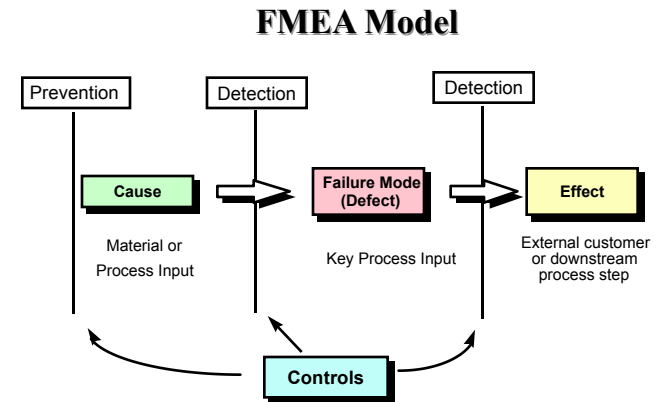 FMEA Model
Prevention
Detection
Detection
Cause
Failure Mode
(Defect)
Effect
Material or
Process Input
Key Process Input
External customer
or downstream
process step
Controls